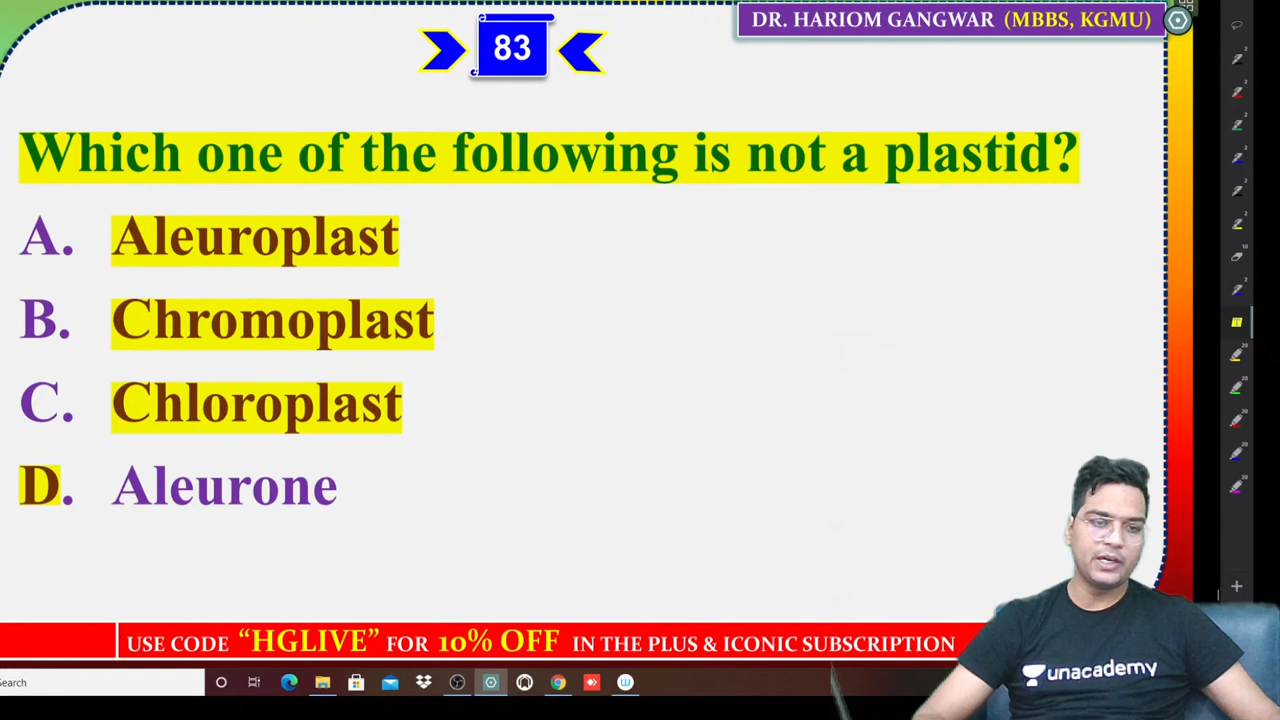 DR. HARIOM GANGWAR (MBBS, KGMU)
83
Which one of the following is not a plastid?
A. Aleuroplast
B. Chromoplast
C. Chloroplast
D. Aleurone
unacademy
USE CODE “HGLIVE” FOR 10% OFF IN THE PLUS & ICONIC SUBSCRIPTION
Search